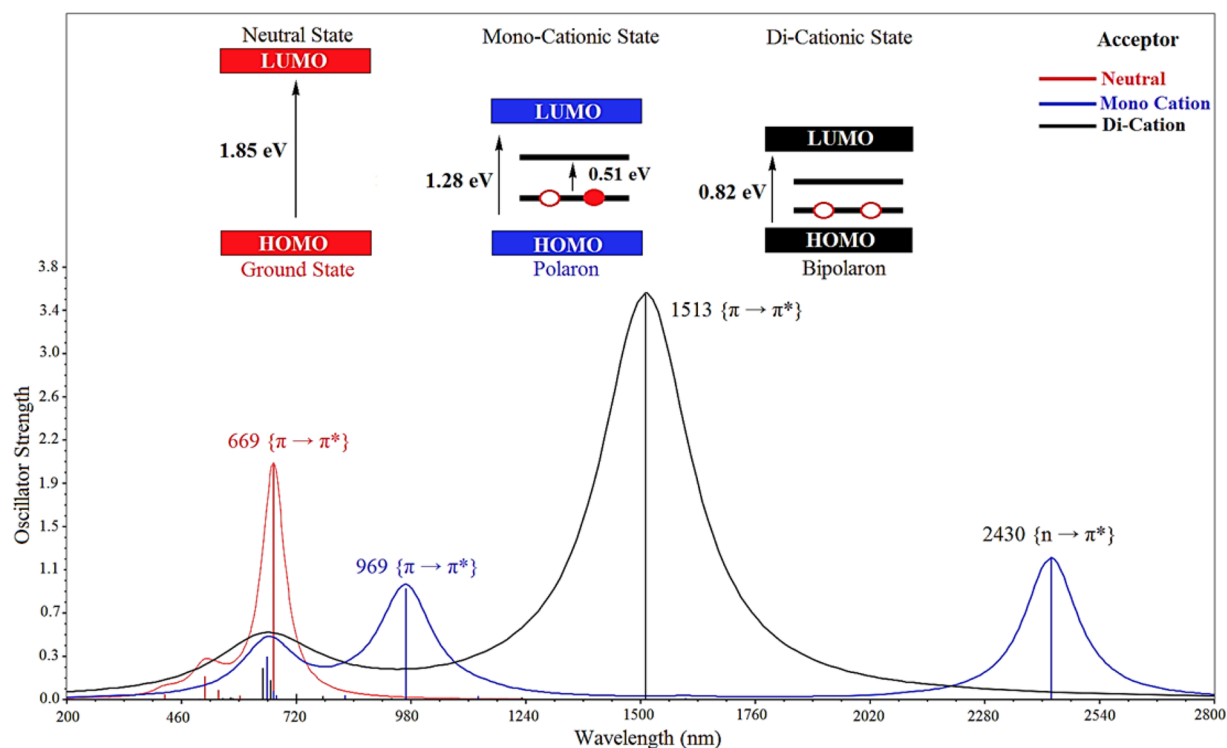 Neutral State
Mono-Cationic State
Di-Cationic State
Acceptor
Neutral
Mono Cation
Di-Cation
LUMO
LUMO
LUMO
1.85 eV
1.28 eV
0.51 eV
0.82 eV
HOMO
HOMO
HOMO
Ground State
Polaron
Bipolaron
1513 {π → π*}
669 {π → π*}
969 {π → π*}
2430 {n → π*}
Oscillator Strength
3.8
3.4
3.0
2.6
2.2
1.9
1.5
1.1
0.7
0.3
0.0
200 460 720 980 1240 1500 1760 2020 2280 2540 2800
Wavelength (nm)